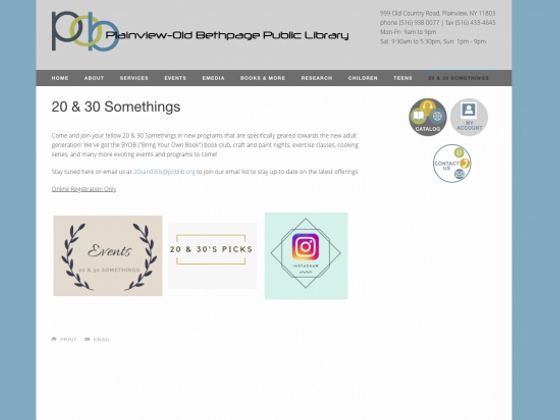 pob
Plainview-Old Bethpage Public Library
999 Old Country Road, Plainview, NY 11803
phone (516) 938 0077 | fax (516) 433-4645
Mon-Fri: 9am to 9pm
Sat: 9:30am to 5:30pm, Sun: 1pm - 9pm
HOME ABOUT SERVICES EVENTS EMEDIA BOOKS & MORE RESEARCH CHILDREN TEENS 20 & 30 SOMETHINGS
20 & 30 Somethings
CATALOG
MY
ACCOUNT
CONTACT
US
Come and join your fellow 20 & 30 Somethings in new programs that are specifically geared towards the new adult
generation! We've got the BYOB ("Bring Your Own Book") book club, craft and paint nights, exercise classes, cooking
series, and many more exciting events and programs to come!
Stay tuned here or email us at 20sand30s@poblib.org to join our email list to stay up-to-date on the latest offerings.
Online Registration Only
Events
20 & 30 SOMETHINGS
20 & 30'S PICKS
INSTAGRAM
PRINT EMAIL